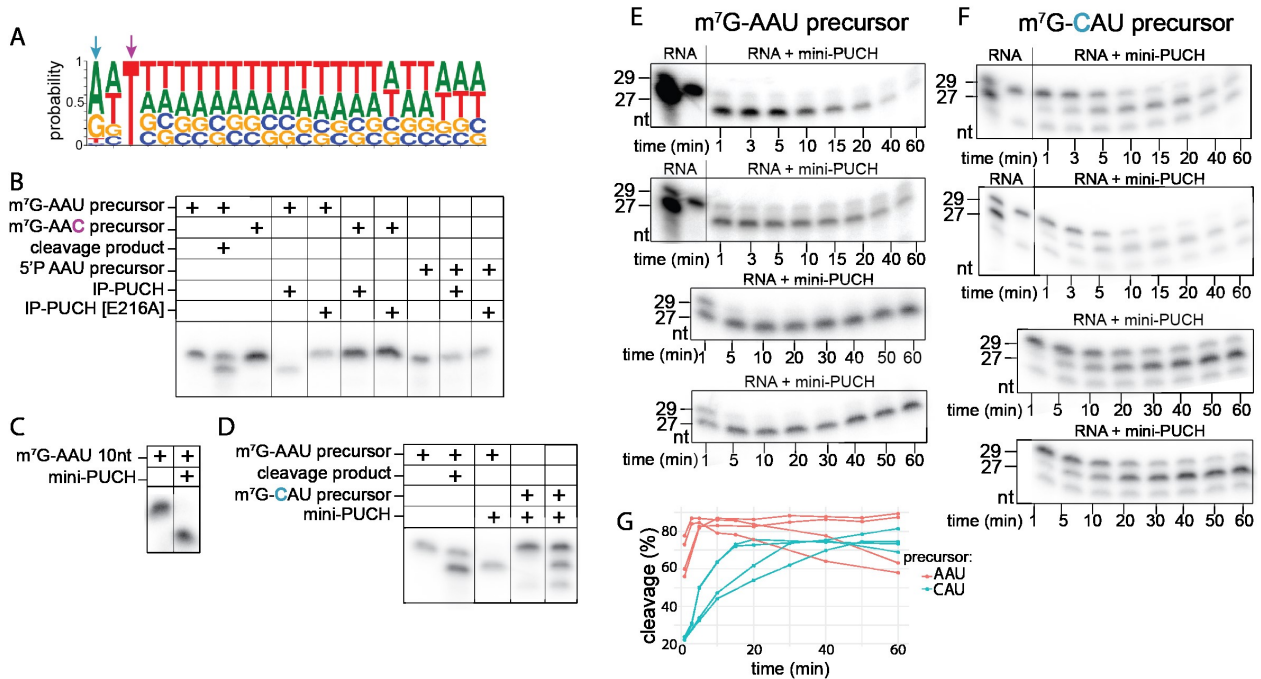 A
probability
1
0.5
0
B
m⁷G-AAU precursor
m⁷G-AAC precursor
cleavage product
5'P AAU precursor
IP-PUCH
IP-PUCH [E216A]
+ + + +
+ + +
+
+ + +
+ + +
+ + +
C
m⁷G-AAU 10nt + +
mini-PUCH +
D
m⁷G-AAU precursor + + +
cleavage product +
m⁷G-CAU precursor + +
mini-PUCH + + +
E
m⁷G-AAU precursor
RNA RNA + mini-PUCH
29
27
nt
time (min) 1 3 5 10 15 20 40 60
RNA RNA + mini-PUCH
29
27
nt
time (min) 1 3 5 10 15 20 40 60
RNA + mini-PUCH
29
27
nt
time (min) 1 5 10 20 30 40 50 60
RNA + mini-PUCH
29
27
nt
time (min) 1 5 10 20 30 40 50 60
F
m⁷G-CAU precursor
RNA RNA + mini-PUCH
29
27
nt
time (min) 1 3 5 10 15 20 40 60
RNA RNA + mini-PUCH
29
27
nt
time (min) 1 3 5 10 15 20 40 60
RNA + mini-PUCH
29
27
nt
time (min) 1 5 10 20 30 40 50 60
RNA + mini-PUCH
29
27
nt
time (min) 1 5 10 20 30 40 50 60
G
cleavage (%)
80
60
40
20
0 20 40 60
time (min)
precursor:
AAU
CAU